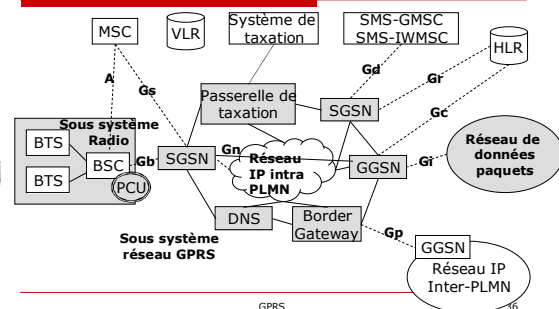 MSC
VLR
Système de
taxation
SMS-GMSC
SMS-IWMSC
HLR
A
Gs
Gd
Gr
Gc
Passerelle de
taxation
SGSN
Sous système
Radio
BTS
BTS
BSC
PCU
Gb
SGSN
Gn
Réseau
IP intra
PLMN
GGSN
Gi
Réseau de
données
paquets
DNS
Border
Gateway
Gp
Sous système
réseau GPRS
GGSN
Réseau IP
Inter-PLMN
GPRS
36